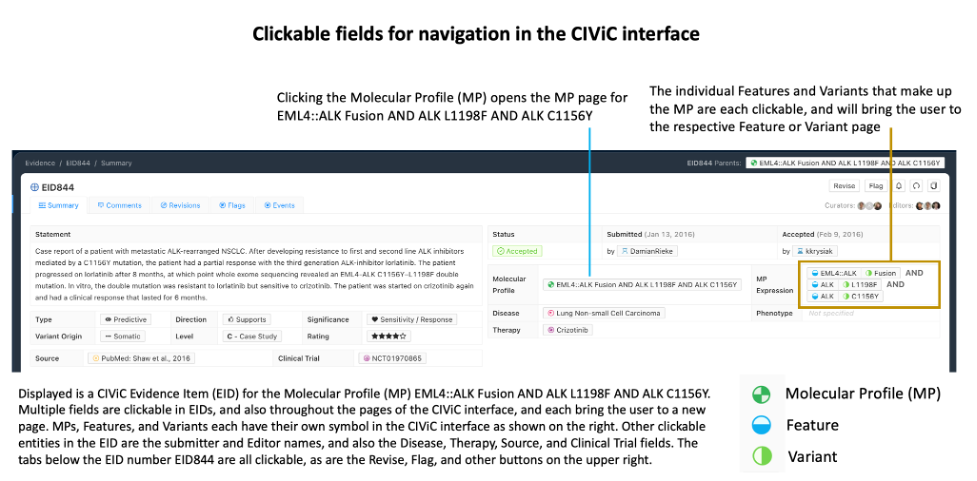 Clickable fields for navigation in the CIViC interface
Clicking the Molecular Profile (MP) opens the MP page for
EML4::ALK Fusion AND ALK L1198F AND ALK C1156Y
The individual Features and Variants that make up
the MP are each clickable, and will bring the user to
the respective Feature or Variant page
Evidence / EID844 / Summary
EID844 Parents: EML4::ALK Fusion AND ALK L1198F AND ALK C1156Y
EID844
Revise Flag
Summary Comments Revisions Flags Events
Curators: Editors:
Statement
Case report of a patient with metastatic ALK-rearranged NSCLC. After developing resistance to first and second line ALK inhibitors
mediated by a C1156Y mutation, the patient had a partial response with the third generation ALK-inhibitor lorlatinib. The patient
progressed on lorlatinib after 8 months, at which point whole exome sequencing revealed an EML4-ALK C1156Y-L1198F double
mutation. In vitro, the double mutation was resistant to lorlatinib but sensitive to crizotinib. The patient was started on crizotinib again
and had a clinical response that lasted for 6 months.
Type Predictive Direction Supports Significance Sensitivity / Response
Variant Origin Somatic Level C - Case Study Rating
Source PubMed: Shaw et al., 2016 Clinical Trial NCT01970865
Status Submitted (Jan 13, 2016) Accepted (Feb 9, 2016)
Accepted by DamianRieke by kkrysiak
Molecular
Profile
EML4::ALK Fusion AND ALK L1198F AND ALK C1156Y
MP
Expression
EML4::ALK Fusion AND
ALK L1198F AND
ALK C1156Y
Disease Lung Non-small Cell Carcinoma Phenotype Not specified
Therapy Crizotinib
Displayed is a CIViC Evidence Item (EID) for the Molecular Profile (MP) EML4::ALK Fusion AND ALK L1198F AND ALK C1156Y.
Multiple fields are clickable in EIDs, and also throughout the pages of the CIViC interface, and each bring the user to a new
page. MPs, Features, and Variants each have their own symbol in the CIViC interface as shown on the right. Other clickable
entities in the EID are the submitter and Editor names, and also the Disease, Therapy, Source, and Clinical Trial fields. The
tabs below the EID number EID844 are all clickable, as are the Revise, Flag, and other buttons on the upper right.
Molecular Profile (MP)
Feature
Variant